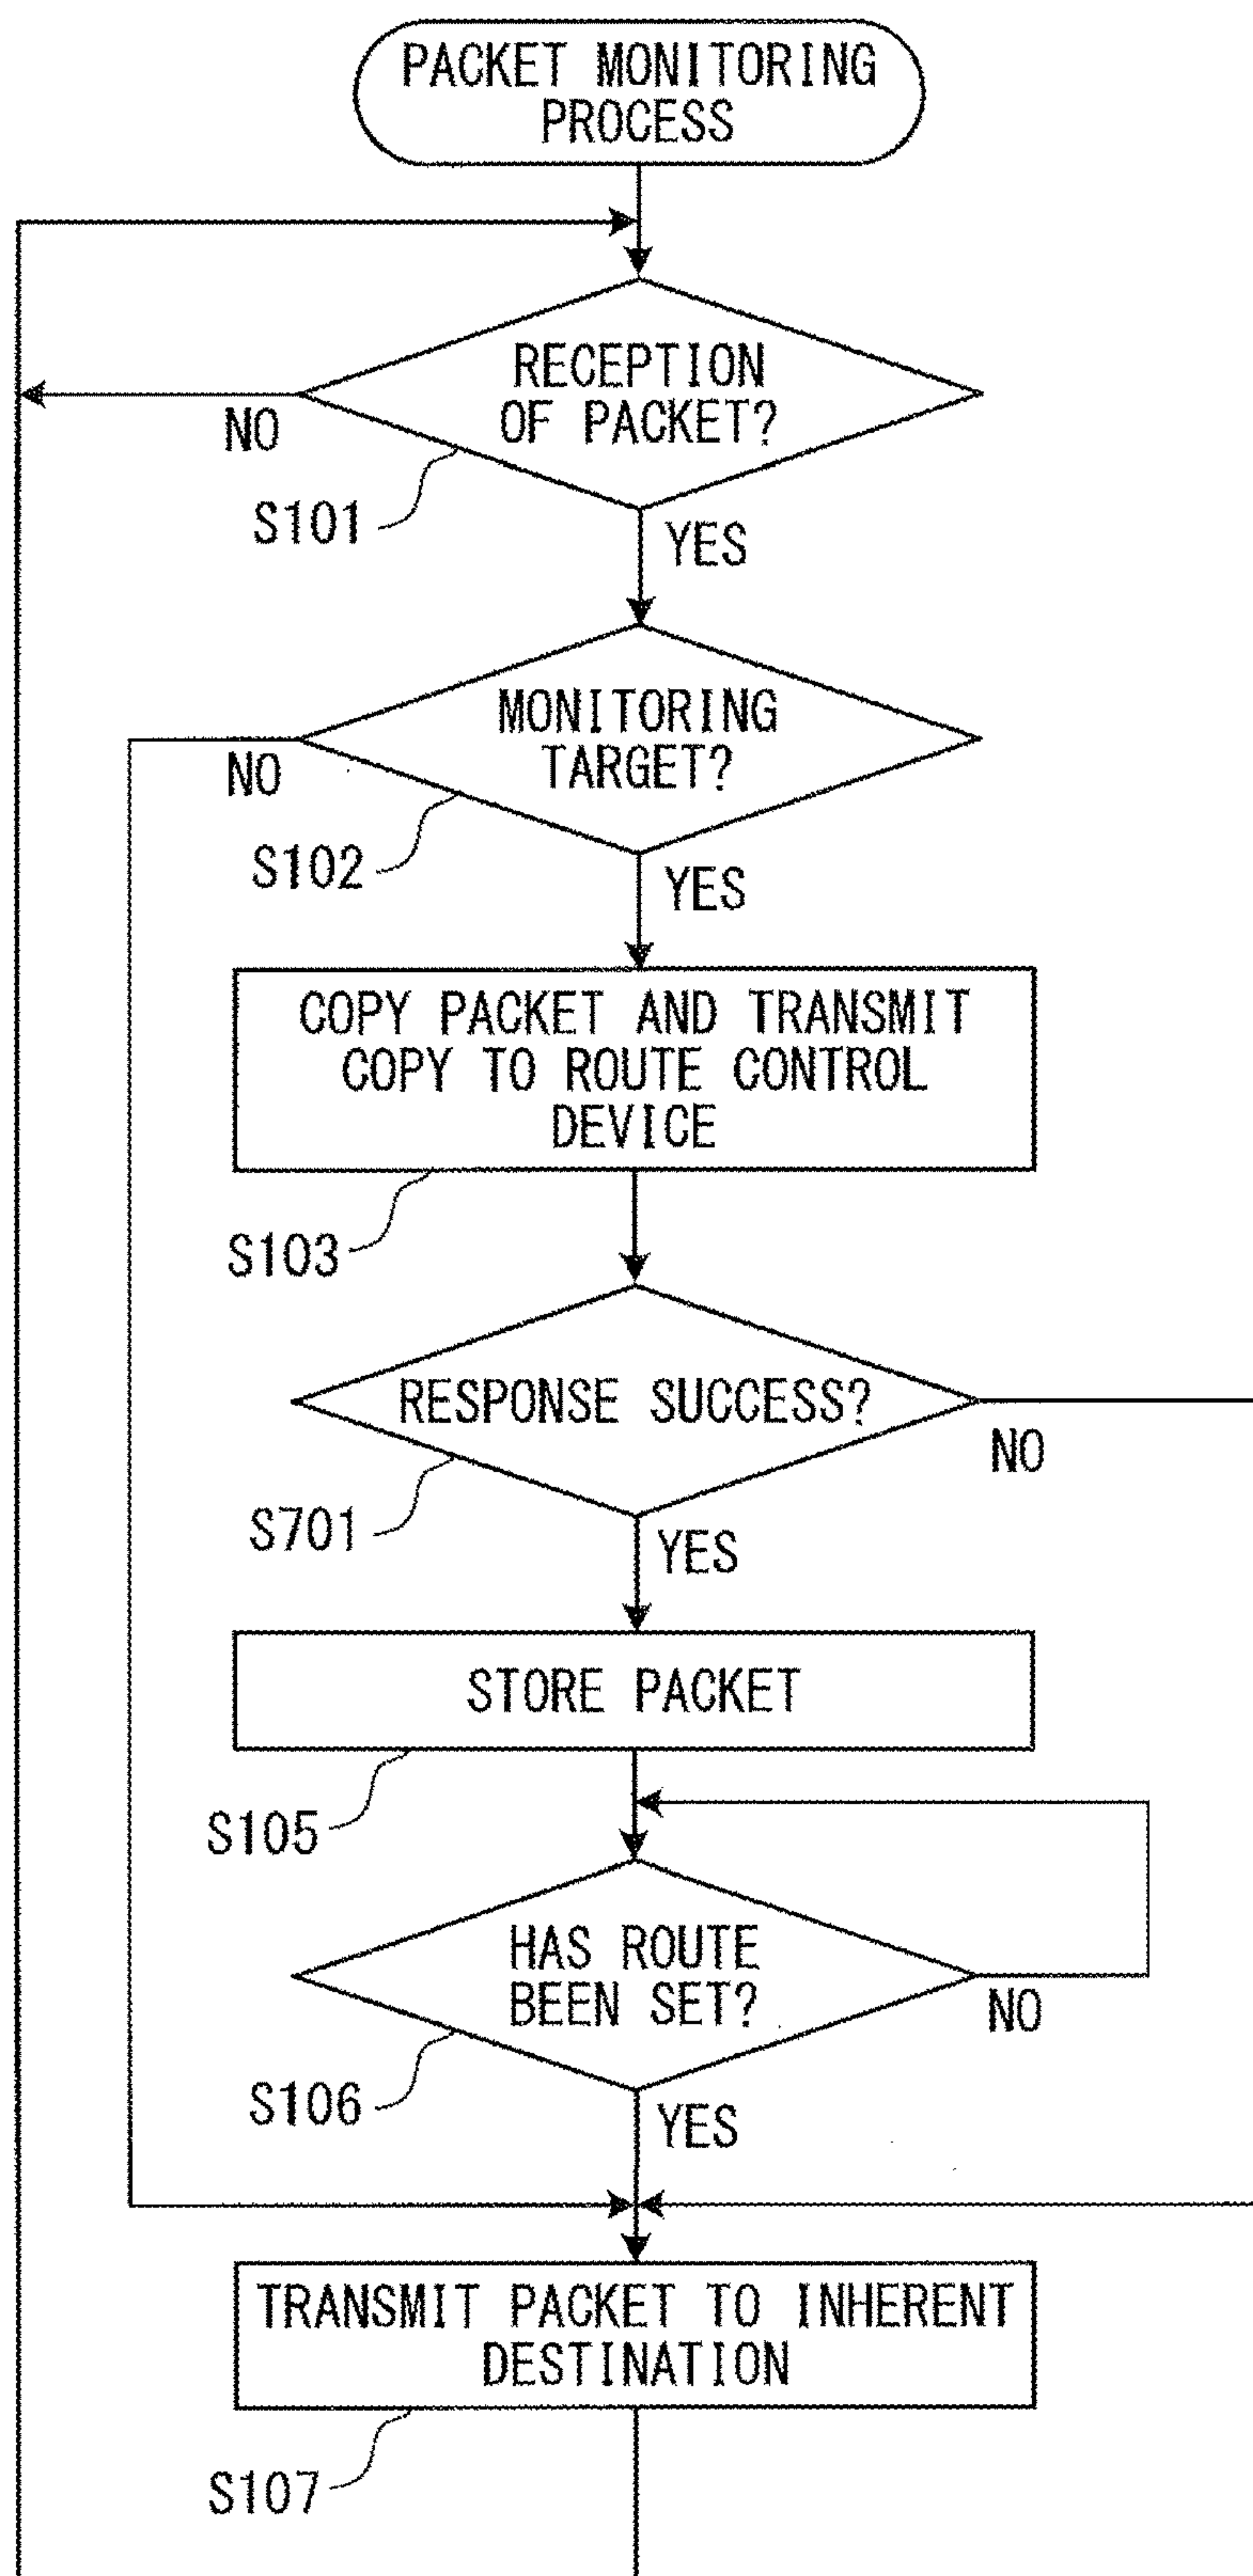 PACKET MONITORING
PROCESS
RECEPTION
OF PACKET?
NO
S101
YES
MONITORING
TARGET?
NO
S102
YES
COPY PACKET AND TRANSMIT
COPY TO ROUTE CONTROL
DEVICE
S103
RESPONSE SUCCESS?
NO
S701
YES
STORE PACKET
S105
HAS ROUTE
BEEN SET?
NO
S106
YES
TRANSMIT PACKET TO INHERENT
DESTINATION
S107